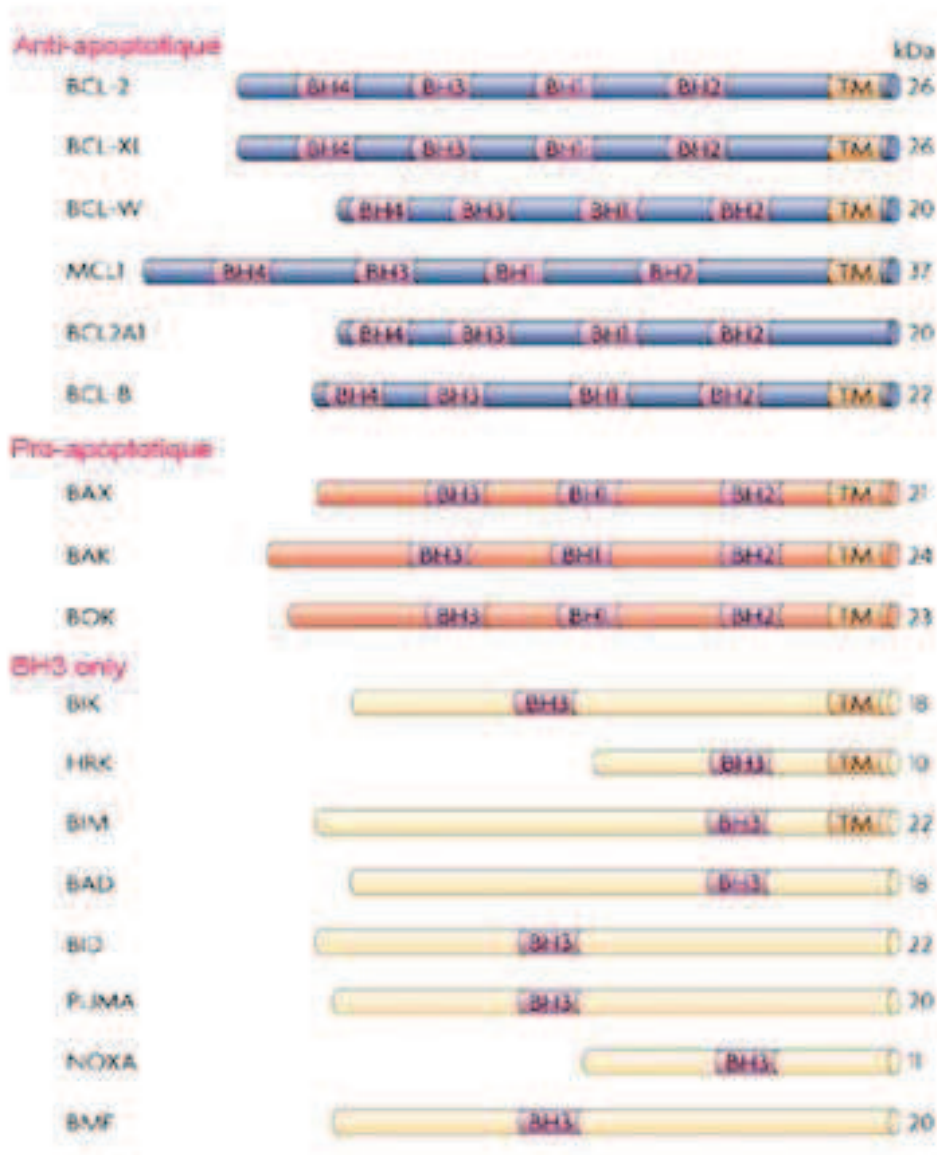 Anti-apoptotique
kDa
BCL-2 BH4 BH3 BH1 BH2 TM 26
BCL-XL BH4 BH3 BH1 BH2 TM 26
BCL-W BH4 BH3 BH1 BH2 TM 20
MCL1 BH4 BH3 BH1 BH2 TM 37
BCL2A1 BH4 BH3 BH1 BH2 20
BCL-B BH4 BH3 BH1 BH2 TM 22
Pro-apoptotique
BAX BH3 BH1 BH2 TM 21
BAK BH3 BH1 BH2 TM 24
BOK BH3 BH1 BH2 TM 23
BH3 only
BIK BH3 TM 18
HRK BH3 TM 10
BIM BH3 TM 22
BAD BH3 18
BID BH3 22
PUMA BH3 20
NOXA BH3 11
BMF BH3 20